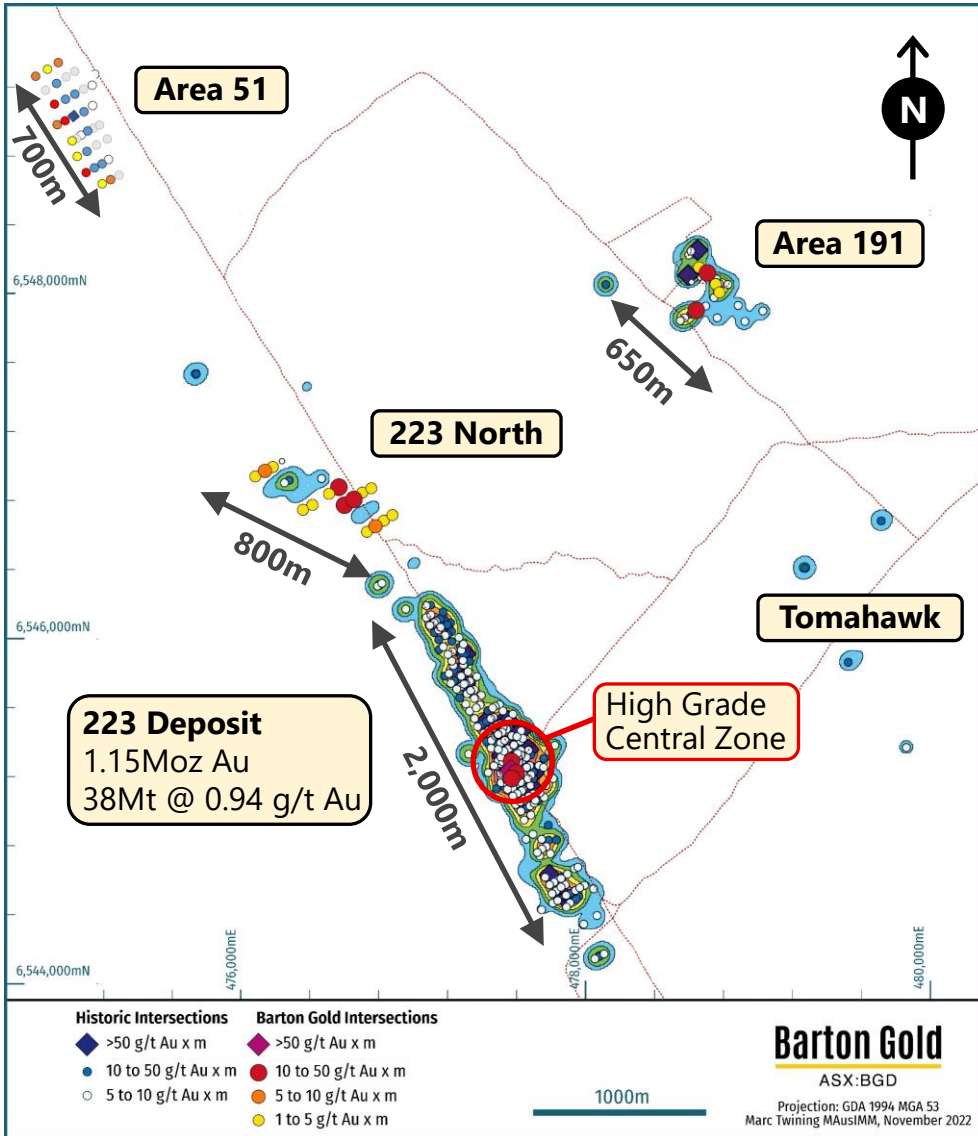 Area 51
700m
N
Area 191
6,548,000mN
650m
223 North
800m
Tomahawk
6,546,000mN
High Grade
Central Zone
223 Deposit
1.15Moz Au
38Mt @ 0.94 g/t Au
2,000m
6,544,000mN
476,000mE
478,000mE
480,000mE
Historic Intersections
>50 g/t Au x m
10 to 50 g/t Au x m
5 to 10 g/t Au x m
Barton Gold Intersections
>50 g/t Au x m
10 to 50 g/t Au x m
5 to 10 g/t Au x m
1 to 5 g/t Au x m
1000m
Barton Gold
ASX:BGD
Projection: GDA 1994 MGA 53
Marc Twining MAusIMM, November 2022